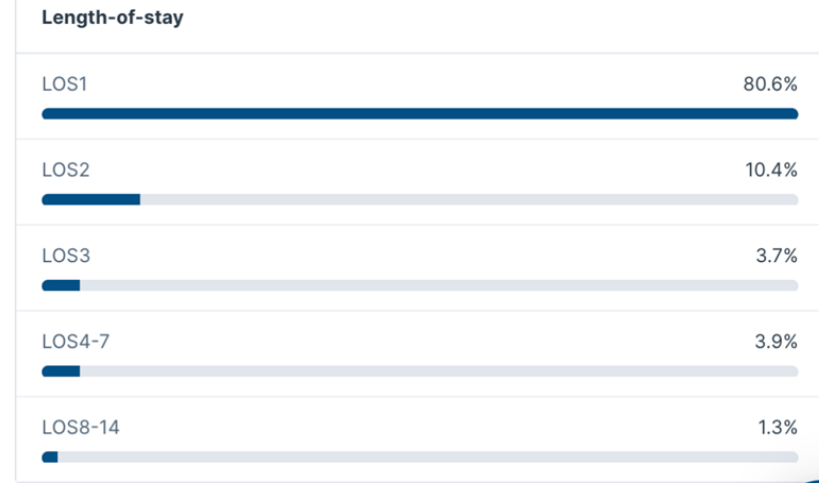 Length-of-stay
LOS1 80.6%
LOS2 10.4%
LOS3 3.7%
LOS4-7 3.9%
LOS8-14 1.3%